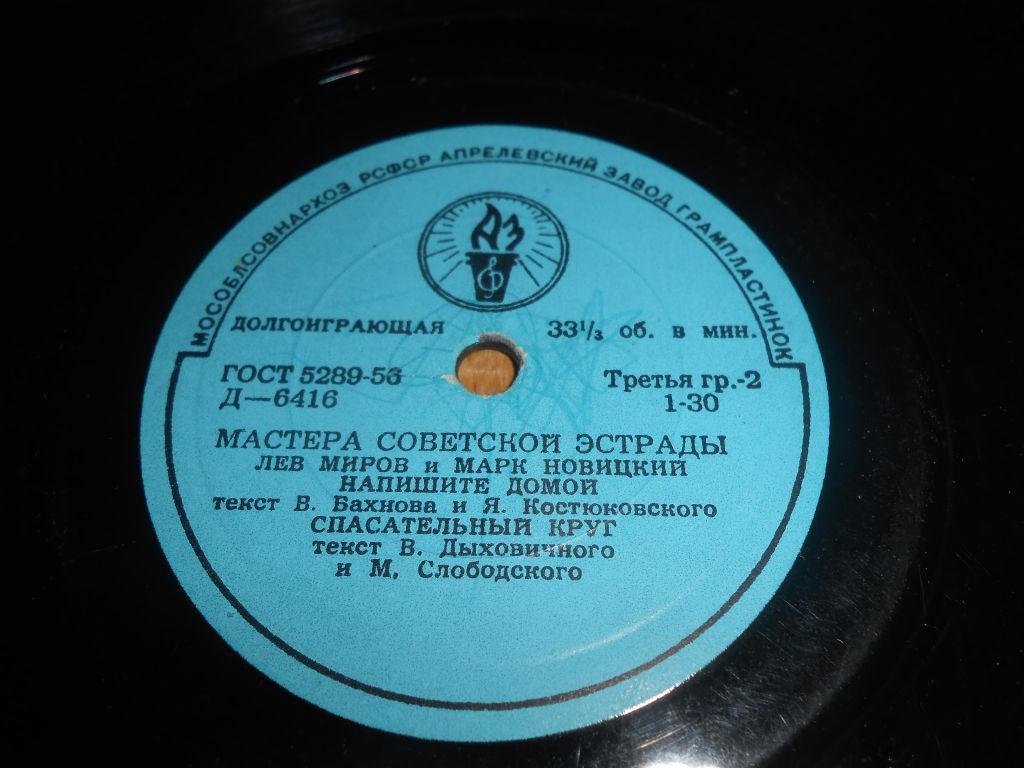 МОСОБЛСОВНАРХОЗ РСФСР АПРЕЛЕВСКИЙ ЗАВОД ГРАМПЛАСТИНОК
АЗ
ДОЛГОИГРАЮЩАЯ 33⅓ об. в мин.
ГОСТ 5289-56 Третья гр.-2
Д—6416 1-30
МАСТЕРА СОВЕТСКОЙ ЭСТРАДЫ
ЛЕВ МИРОВ и МАРК НОВИЦКИЙ
НАПИШИТЕ ДОМОЙ
текст В. Бахнова и Я. Костюковского
СПАСАТЕЛЬНЫЙ КРУГ
текст В. Дыховичного
и М. Слободского